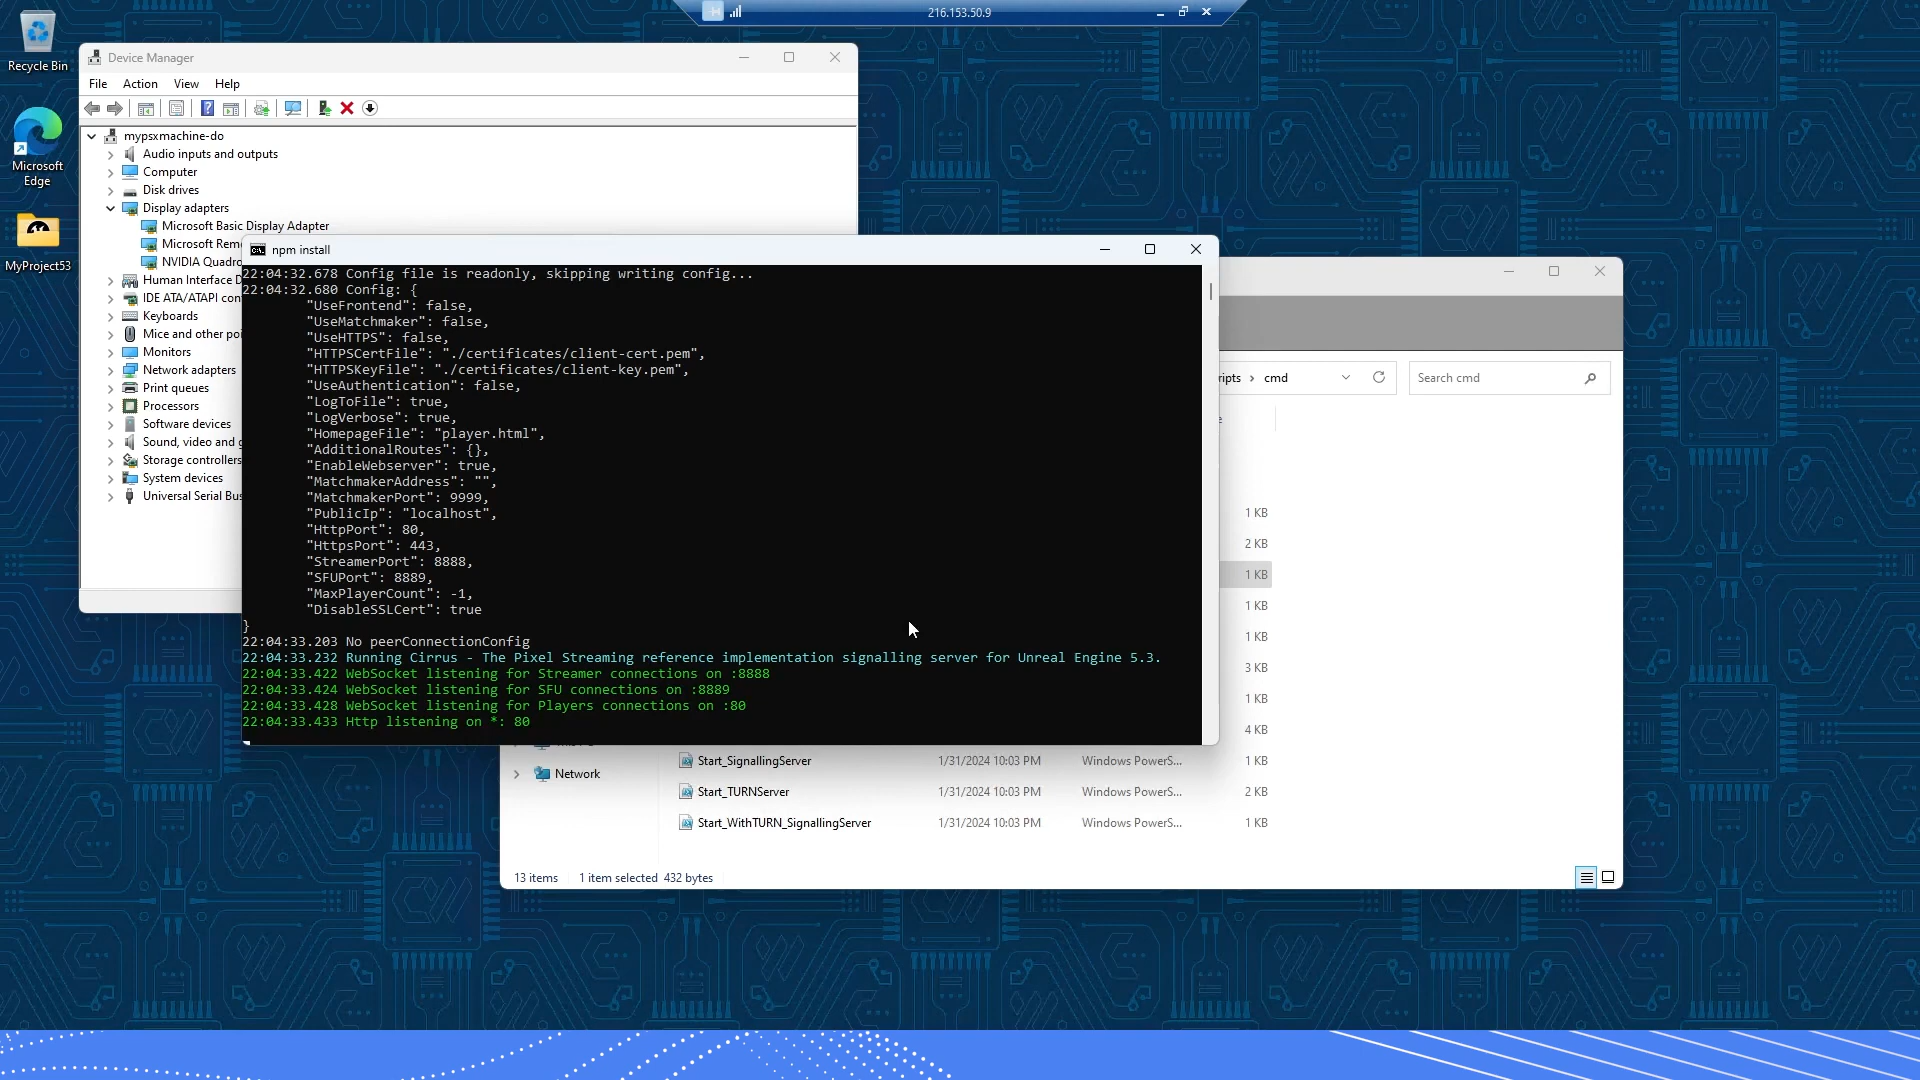 216.153.50.9
Recycle Bin
Microsoft
Edge
MyProject53
Device Manager
File Action View Help
mypsxmachine-do
Audio inputs and outputs
Computer
Disk drives
Display adapters
Microsoft Basic Display Adapter
Microsoft
NVIDIA Quadro
Human Interface
IDE ATA/ATAPI
Keyboards
Mice and other
Monitors
Network adapters
Print queues
Processors
Software devices
Sound, video and
Storage controllers
System devices
Universal Serial
npm install
22:04:32.678 Config file is readonly, skipping writing config...
22:04:32.680 Config: {
"UseFrontend": false,
"UseMatchmaker": false,
"UseHTTPS": false,
"HTTPSCertFile": "./certificates/client-cert.pem",
"HTTPSKeyFile": "./certificates/client-key.pem",
"UseAuthentication": false,
"LogToFile": true,
"LogVerbose": true,
"HomepageFile": "player.html",
"AdditionalRoutes": {},
"EnableWebserver": true,
"MatchmakerAddress": "",
"MatchmakerPort": 9999,
"PublicIp": "localhost",
"HttpPort": 80,
"HttpsPort": 443,
"StreamerPort": 8888,
"SFUPort": 8889,
"MaxPlayerCount": -1,
"DisableSSLCert": true
}
22:04:33.203 No peerConnectionConfig
22:04:33.232 Running Cirrus - The Pixel Streaming reference implementation signalling server for Unreal Engine 5.3.
22:04:33.422 WebSocket listening for Streamer connections on :8888
22:04:33.424 WebSocket listening for SFU connections on :8889
22:04:33.428 WebSocket listening for Players connections on :80
22:04:33.433 Http listening on *: 80
ripts > cmd
Search cmd
1 KB
2 KB
1 KB
1 KB
1 KB
3 KB
1 KB
4 KB
Network
Start_SignallingServer 1/31/2024 10:03 PM Windows PowerS... 1 KB
Start_TURNServer 1/31/2024 10:03 PM Windows PowerS... 2 KB
Start_WithTURN_SignallingServer 1/31/2024 10:03 PM Windows PowerS... 1 KB
13 items 1 item selected 432 bytes